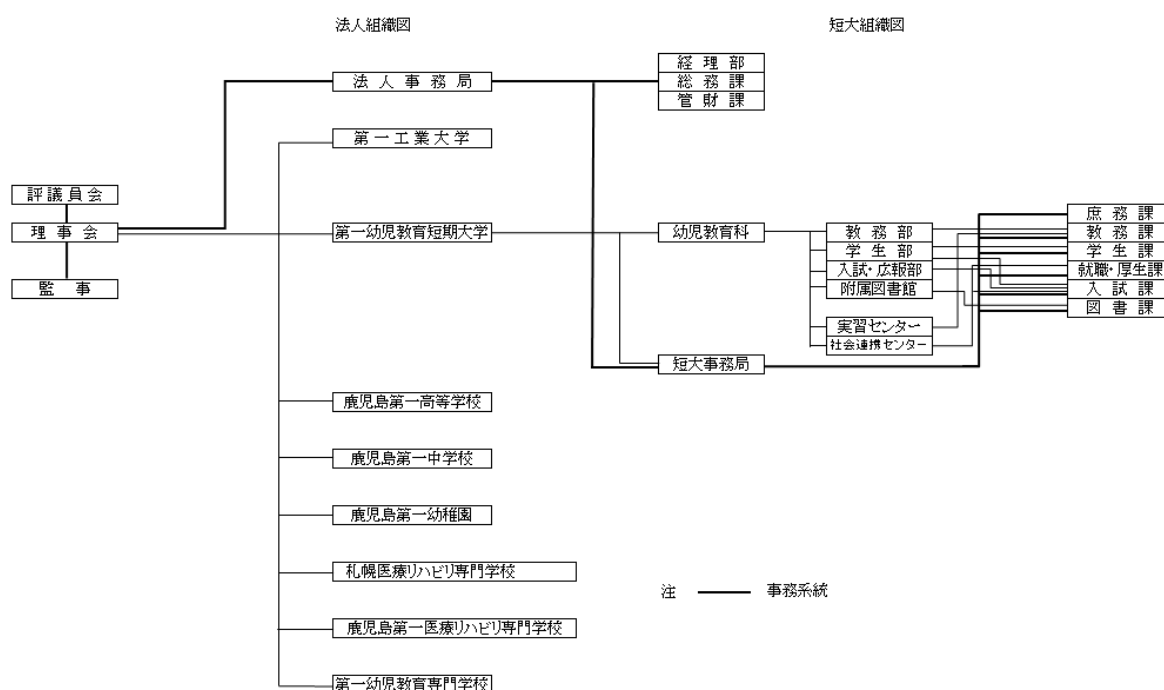 法人組織図
短大組織図
経理部
法人事務局
総務課
管財課
第一工業大学
評議員会
理事会
監事
第一幼児教育短期大学
幼児教育科
教務部
学生部
入試・広報部
附属図書館
実習センター
社会連携センター
短大事務局
庶務課
教務課
学生課
就職・厚生課
入試課
図書課
鹿児島第一高等学校
鹿児島第一中学校
鹿児島第一幼稚園
札幌医療リハビリ専門学校
注 事務系統
鹿児島第一医療リハビリ専門学校
第一幼児教育専門学校